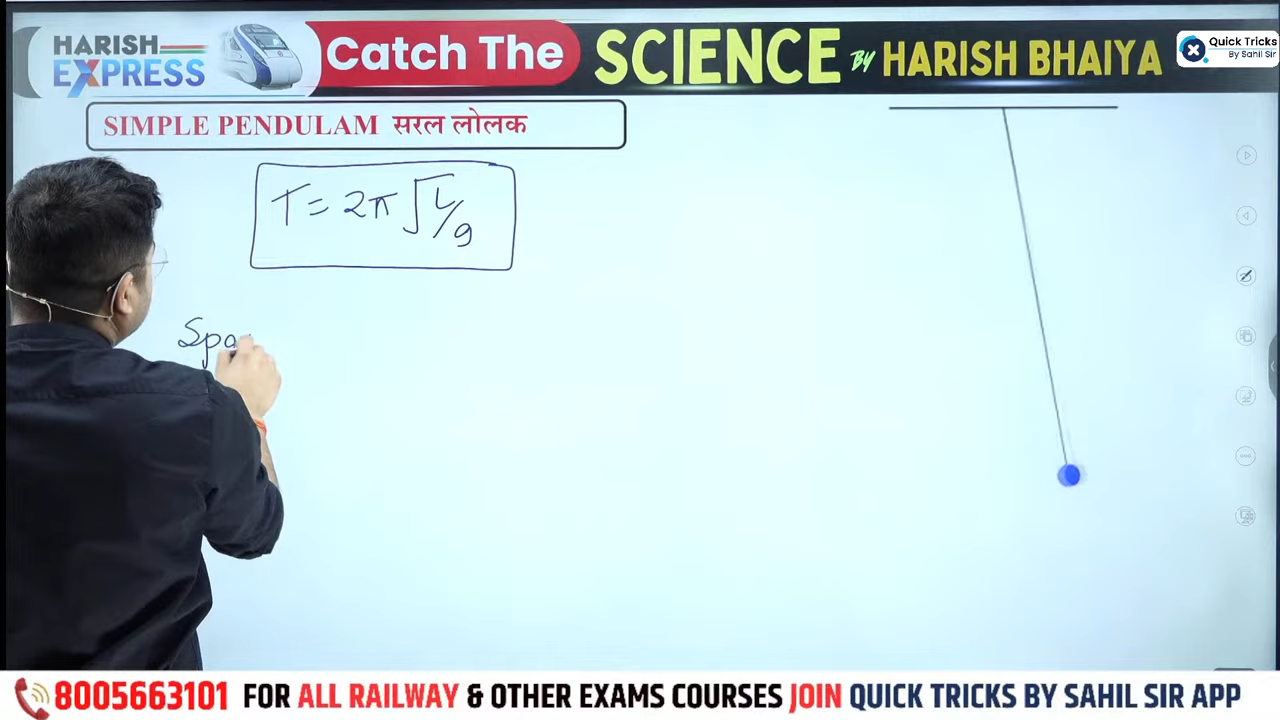 HARISH EXPRESS
Catch The SCIENCE BY HARISH BHAIYA
Quick Tricks
By Sahil Sir
SIMPLE PENDULAM सरल लोलक
T = 2π √L/g
Spa
8005663101 FOR ALL RAILWAY & OTHER EXAMS COURSES JOIN QUICK TRICKS BY SAHIL SIR APP